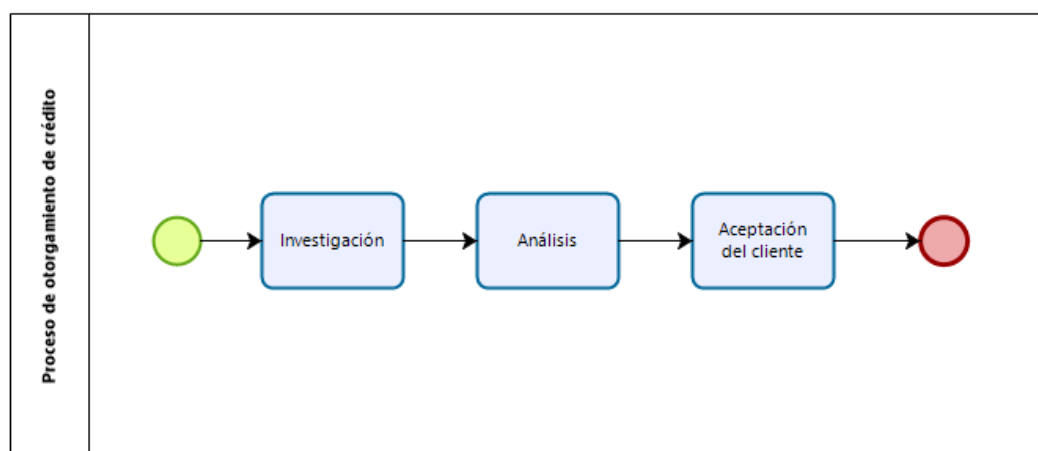 Proceso de otorgamiento de crédito
Investigación
Análisis
Aceptación
del cliente